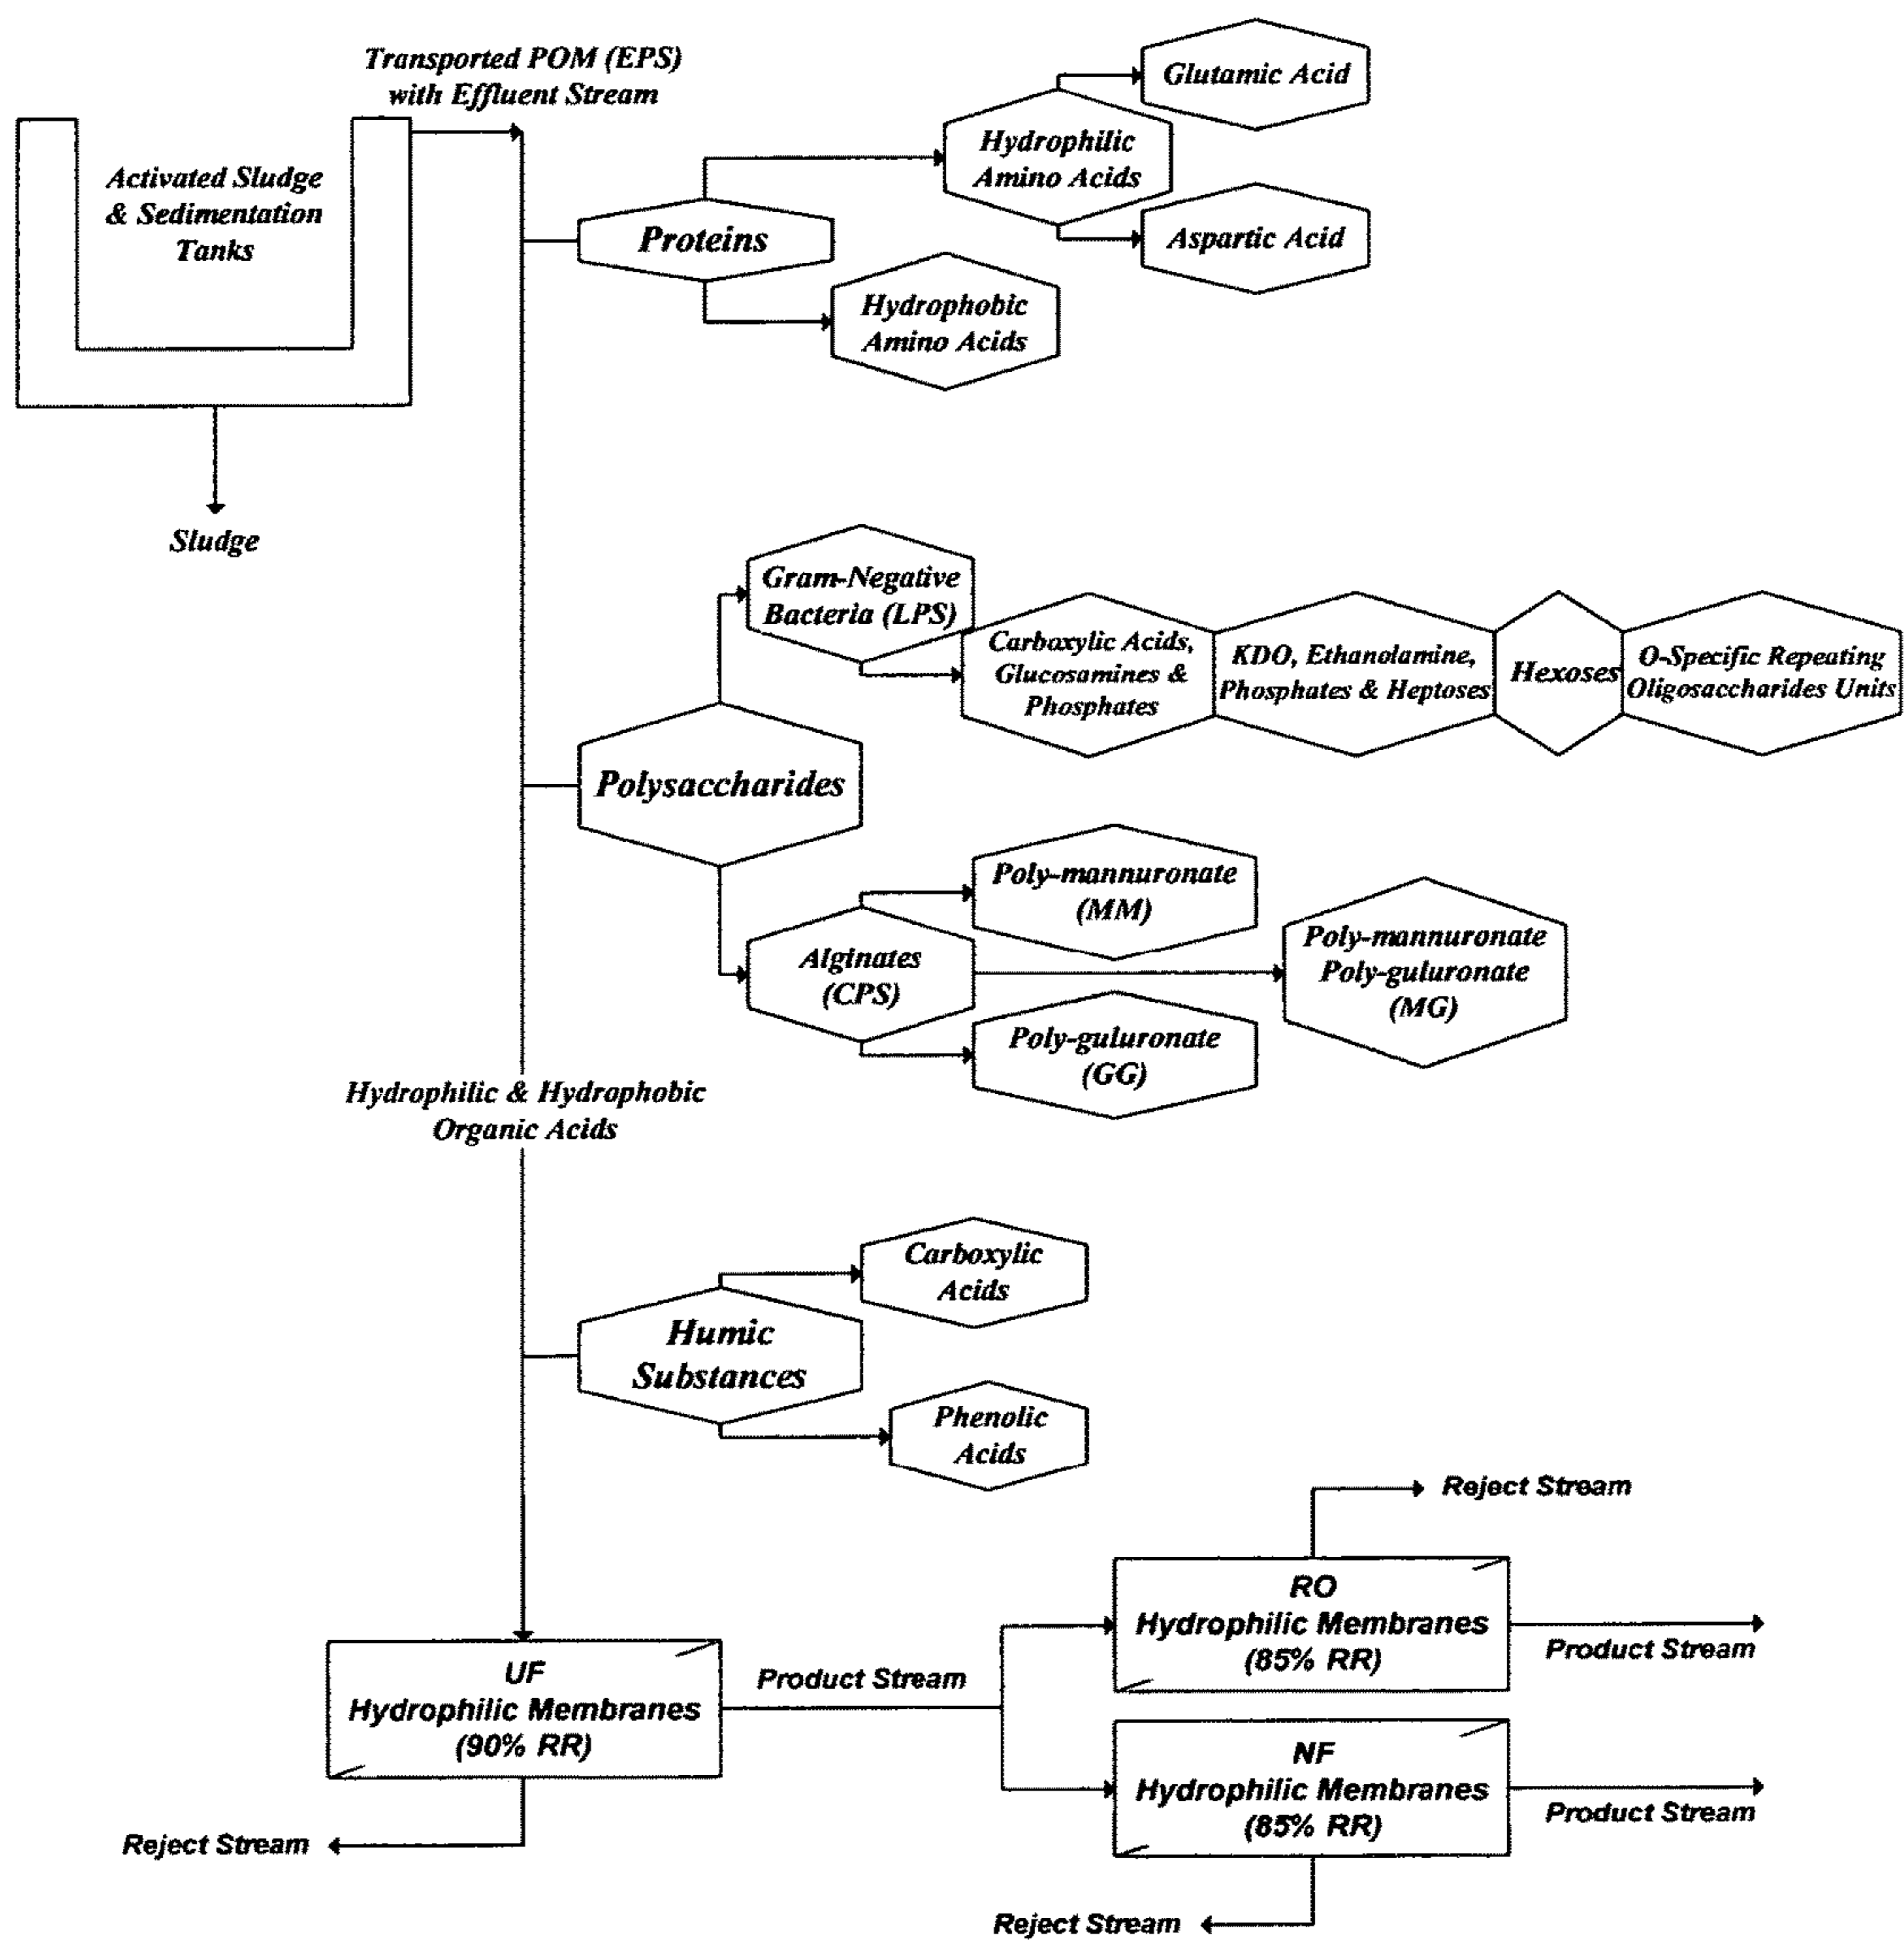 Transported POM (EPS)
with Effluent Stream
Activated Sludge
& Sedimentation
Tanks
Sludge
Glutamic Acid
Hydrophilic
Amino Acids
Aspartic Acid
Proteins
Hydrophobic
Amino Acids
Gram-Negative
Bacteria (LPS)
Carboxylic Acids,
Glucosamines &
Phosphates
KDO, Ethanolamine,
Phosphates & Heptoses
Hexoses
O-Specific Repeating
Oligosaccharides Units
Polysaccharides
Poly-mannuronate
(MM)
Alginates
(CPS)
Poly-mannuronate
Poly-guluronate
(MG)
Poly-guluronate
(GG)
Hydrophilic & Hydraphobic
Organic Acids
Carboxylic
Acids
Humic
Substances
Phenolic
Acids
Reject Stream
RO
Hydrophilic Membranes
(85% RR)
Product Stream
UF
Hydrophilic Membranes
(90% RR)
Product Stream
NF
Hydrophilic Membranes
(85% RR)
Product Stream
Reject Stream
Reject Stream